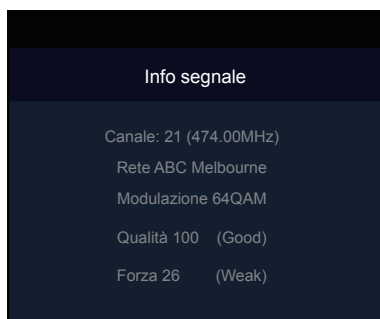 Info segnale
Canale: 21 (474.00MHz)
Rete ABC Melbourne
Modulazione 64QAM
Qualità 100 (Good)
Forza 26 (Weak)